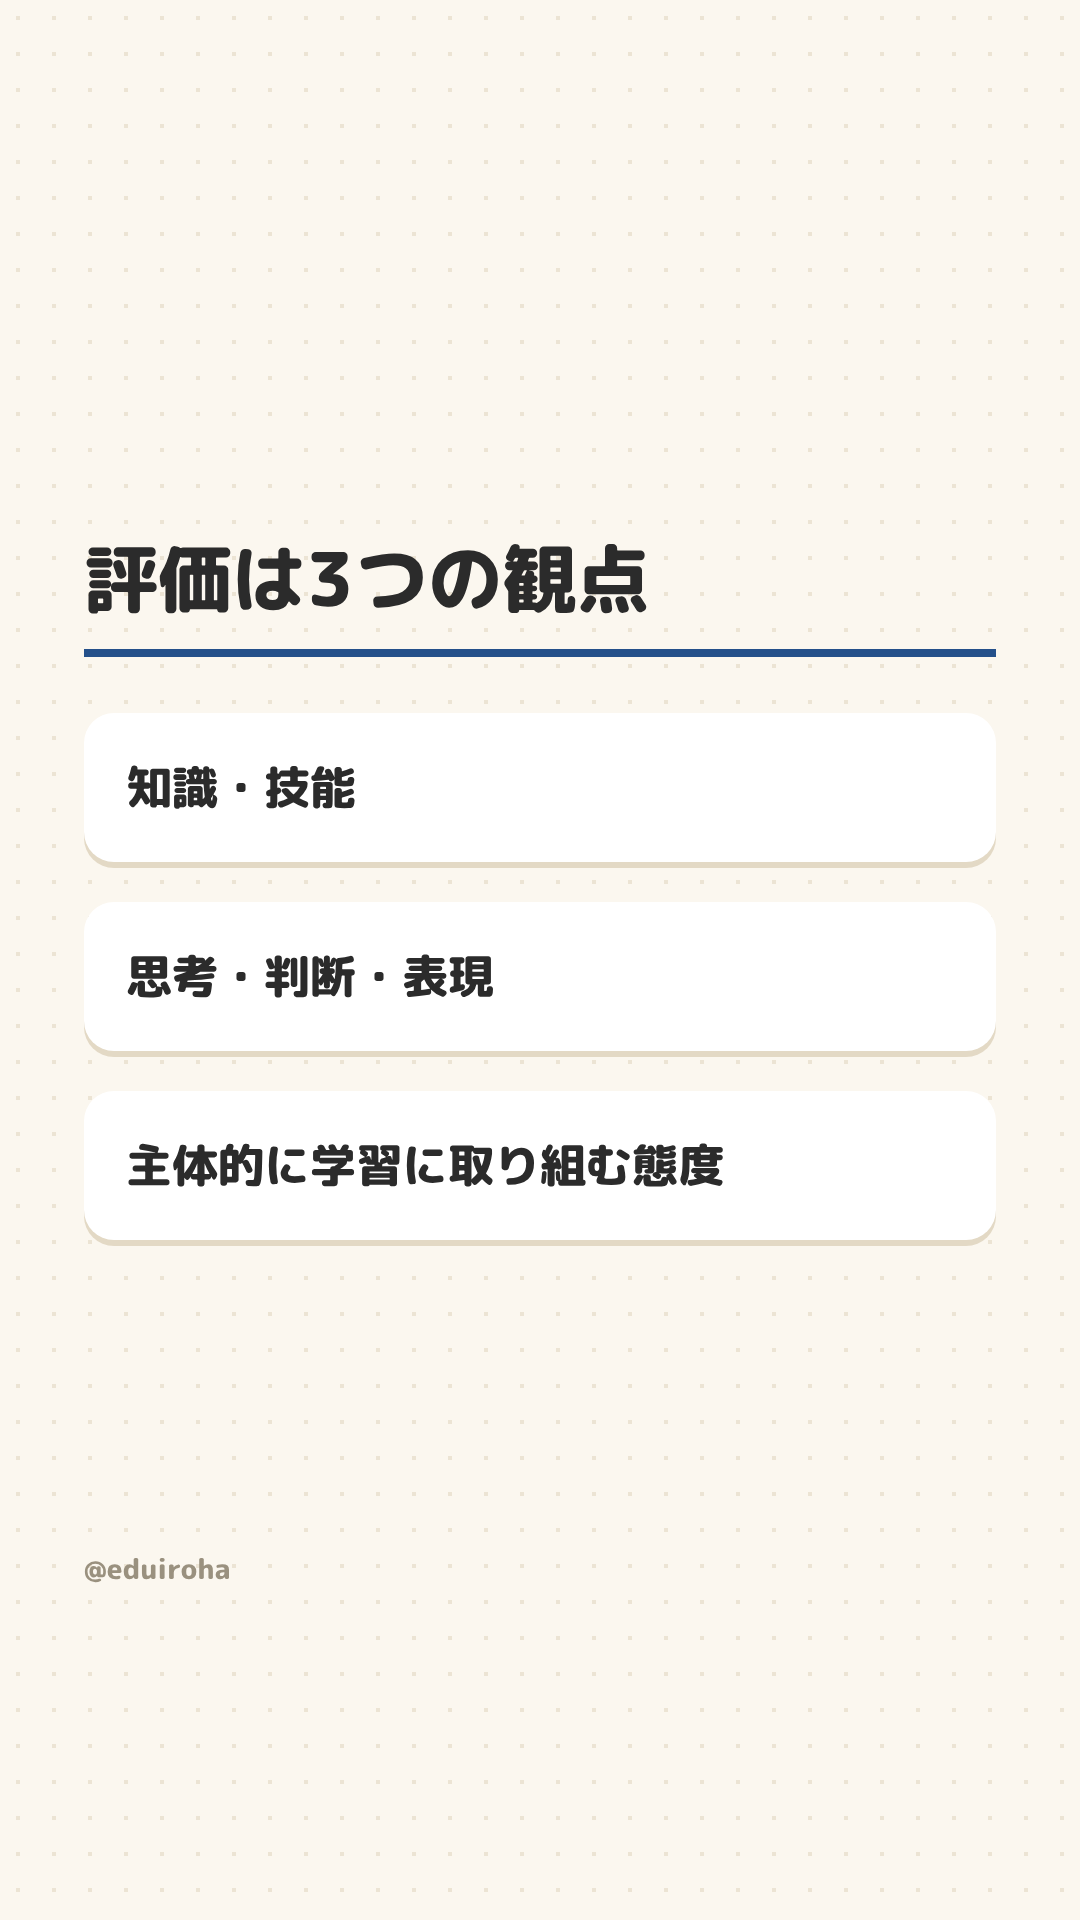 評価は3つの観点
知識・技能
思考・判断・表現
主体的に学習に取り組む態度
@eduiroha